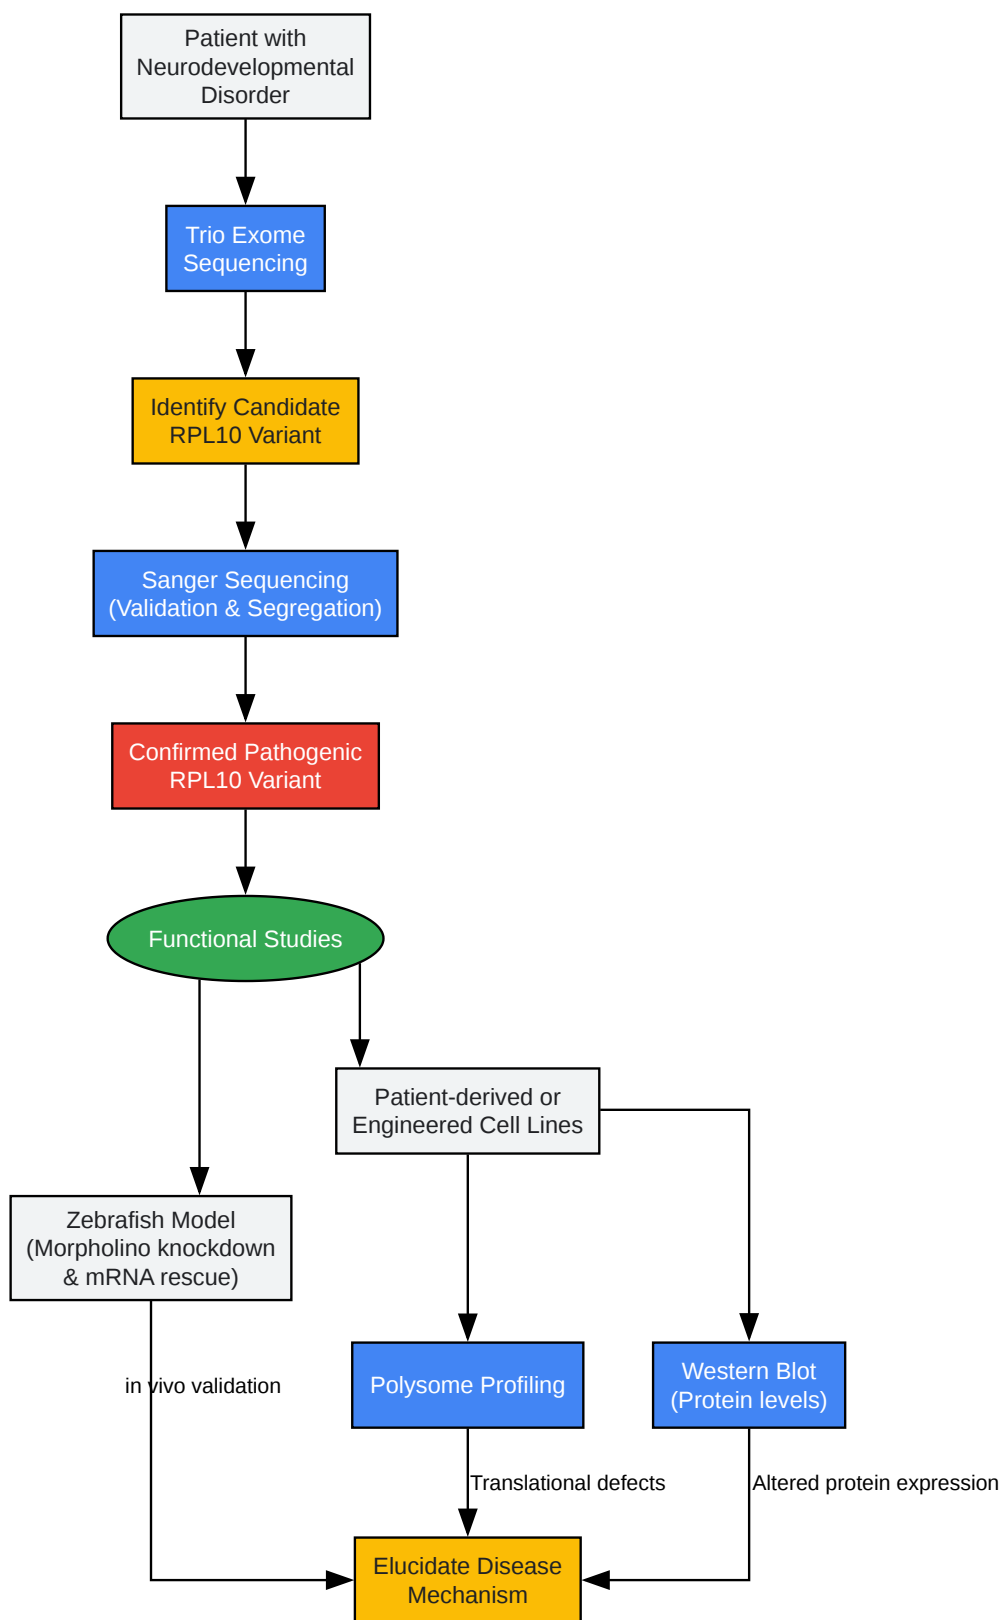 Patient with
Neurodevelopmental
Disorder
Trio Exome
Sequencing
Identify Candidate
RPL10 Variant
Sanger Sequencing
(Validation & Segregation)
Confirmed Pathogenic
RPL10 Variant
Functional Studies
Patient-derived or
Engineered Cell Lines
Zebrafish Model
(Morpholino knockdown
& mRNA rescue)
Polysome Profiling
Western Blot
(Protein levels)
in vivo validation
Translational defects
Altered protein expression
Elucidate Disease
Mechanism